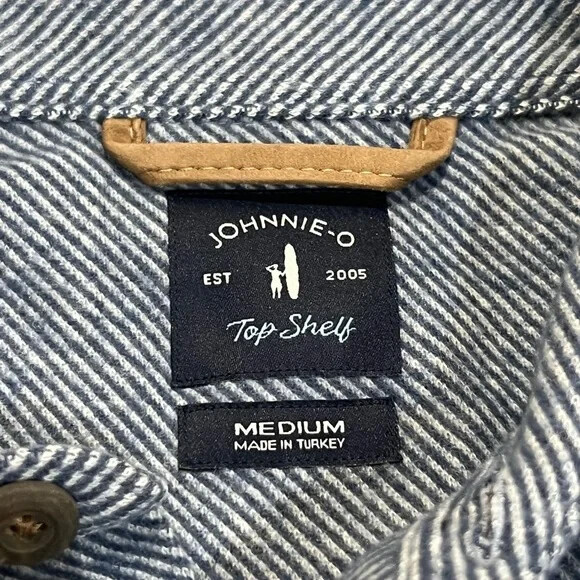 JOHNNIE-O
EST 2005
Top Shelf
MEDIUM
MADE IN TURKEY